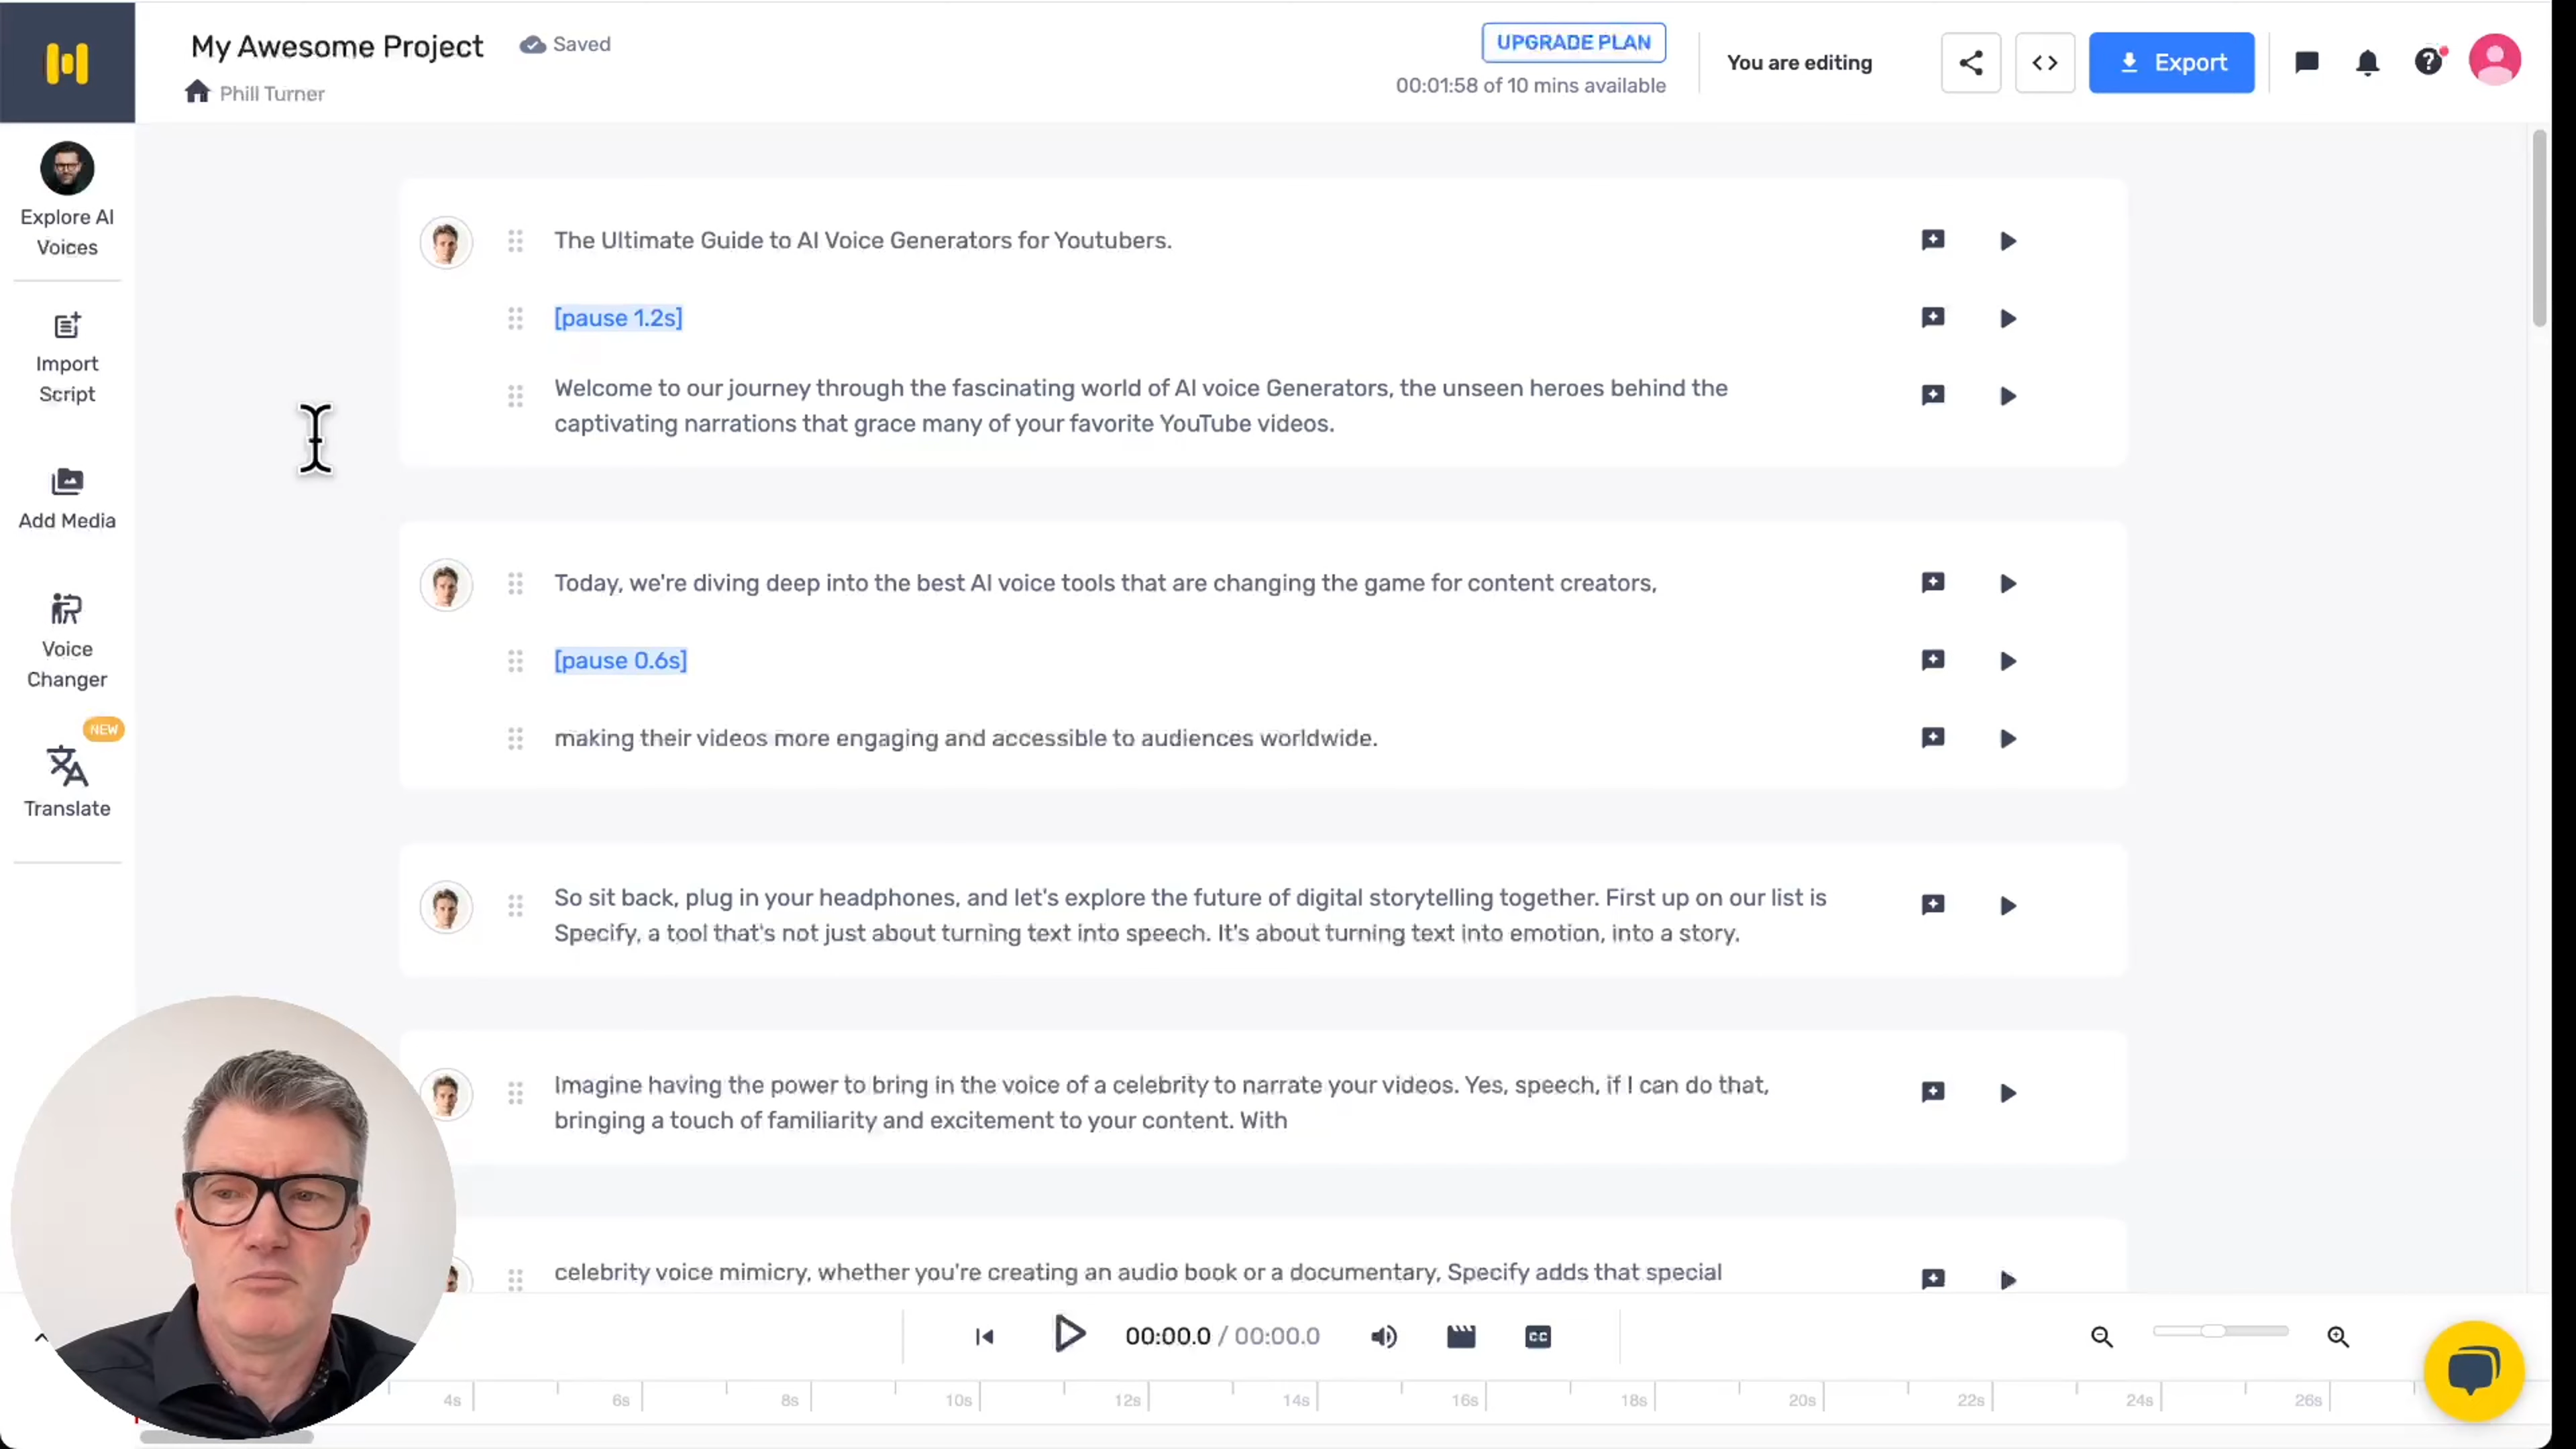 My Awesome Project
Saved
Phill Turner
UPGRADE PLAN
00:01:58 of 10 mins available
You are editing
Export
Explore AI
Voices
Import
Script
Add Media
Voice
Changer
NEW
Translate
The Ultimate Guide to AI Voice Generators for Youtubers.
[pause 1.2s]
Welcome to our journey through the fascinating world of AI voice Generators, the unseen heroes behind the
captivating narrations that grace many of your favorite YouTube videos.
Today, we're diving deep into the best AI voice tools that are changing the game for content creators,
[pause 0.6s]
making their videos more engaging and accessible to audiences worldwide.
So sit back, plug in your headphones, and let's explore the future of digital storytelling together. First up on our list is
Specify, a tool that's not just about turning text into speech. It's about turning text into emotion, into a story.
Imagine having the power to bring in the voice of a celebrity to narrate your videos. Yes, speech, if I can do that,
bringing a touch of familiarity and excitement to your content. With
celebrity voice mimicry, whether you're creating an audio book or a documentary, Specify adds that special
00:00.0 / 00:00.0
CC
4s 6s 8s 10s 12s 14s 16s 18s 20s 22s 24s 26s